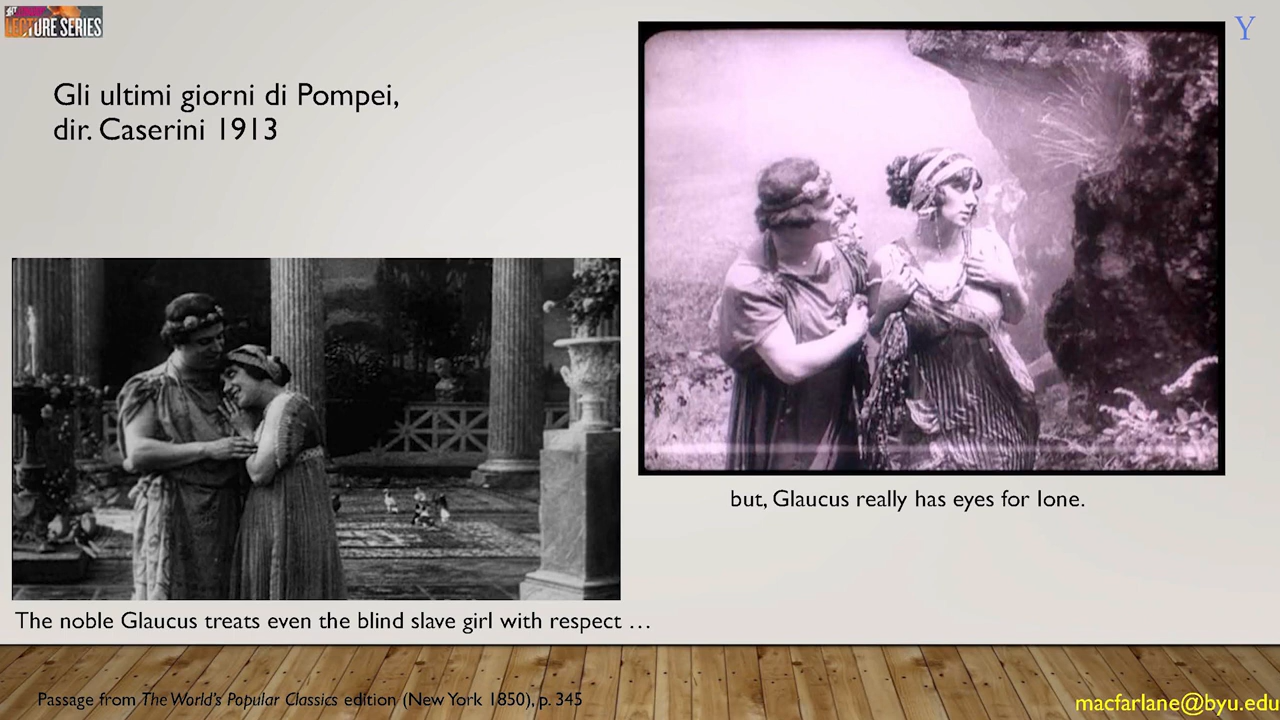 LECTURE SERIES
Y
Gli ultimi giorni di Pompei,
dir. Caserini 1913
but, Glaucus really has eyes for Ione.
The noble Glaucus treats even the blind slave girl with respect …
Passage from The World's Popular Classics edition (New York 1850), p. 345
macfarlane@byu.edu